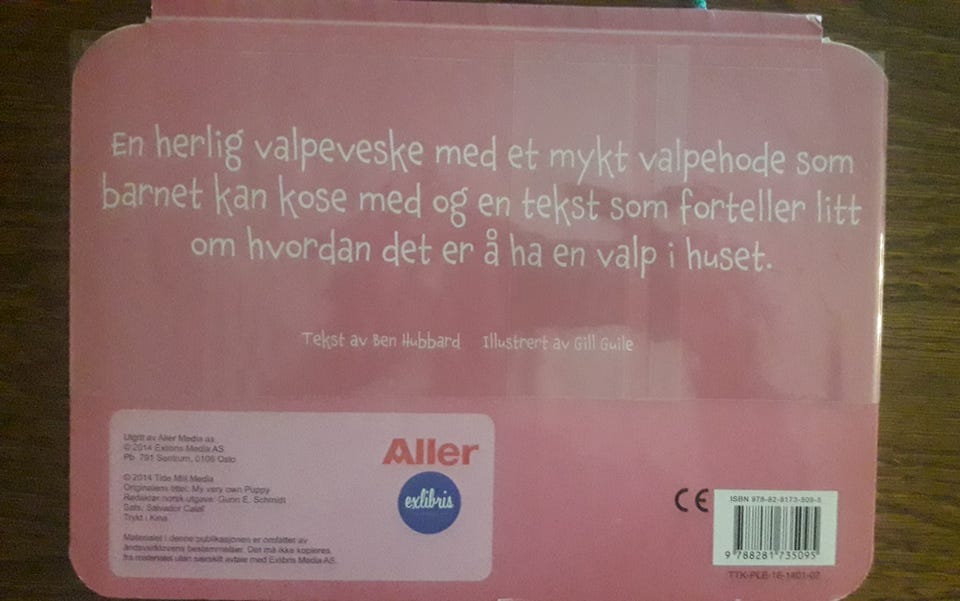 En herlig valpeveske med et mykt valpehode som
barnet kan kose med og en tekst som forteller litt
om hvordan det er å ha en valp i huset.
Tekst av Ben Hubbard Illustrert av Gill Guile
Utgitt av Aller Media as
© 2014 Exlibris Media AS
Pb. 791 Sentrum, 0106 Oslo
© 2014 Tide Mill Media
Originalens tittel: My very own Puppy
Redaktør norsk utgave: Gunn E. Schmidt
Sats: Salvador Calaf
Trykt i Kina
Materialet i denne publikasjonen er omfattet av
åndsverklovens bestemmelser. Det må ikke kopieres
fra materialet uten særskilt avtale med Exlibris Media AS.
Aller
exlibris
CE
ISBN 978-82-8173-509-5
9 788281 735095
TTK-PLE-16-1401-07